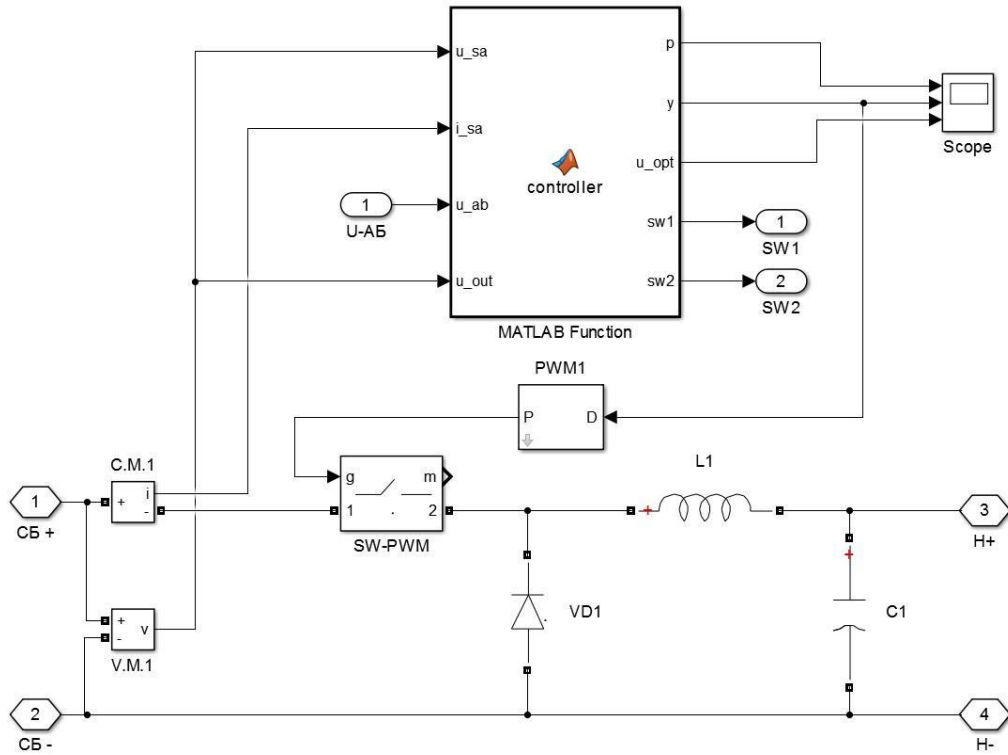 u_sa
p
i_sa
y
u_ab
u_opt
u_out
sw1
sw2
controller
MATLAB Function
Scope
1
U-АБ
1
SW1
2
SW2
PWM1
P
D
C.M.1
+
i
-
1
СБ +
g
m
1
2
SW-PWM
L1
+
3
Н+
+
-
v
V.M.1
VD1
+
C1
2
СБ -
4
Н-